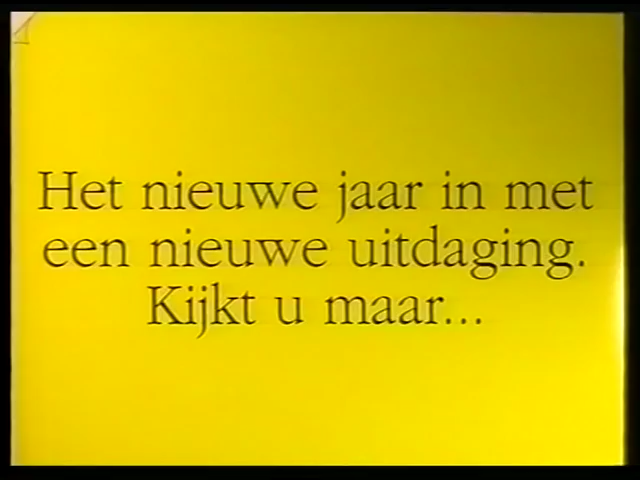 Het nieuwe jaar in met
een nieuwe uitdaging.
Kijkt u maar...